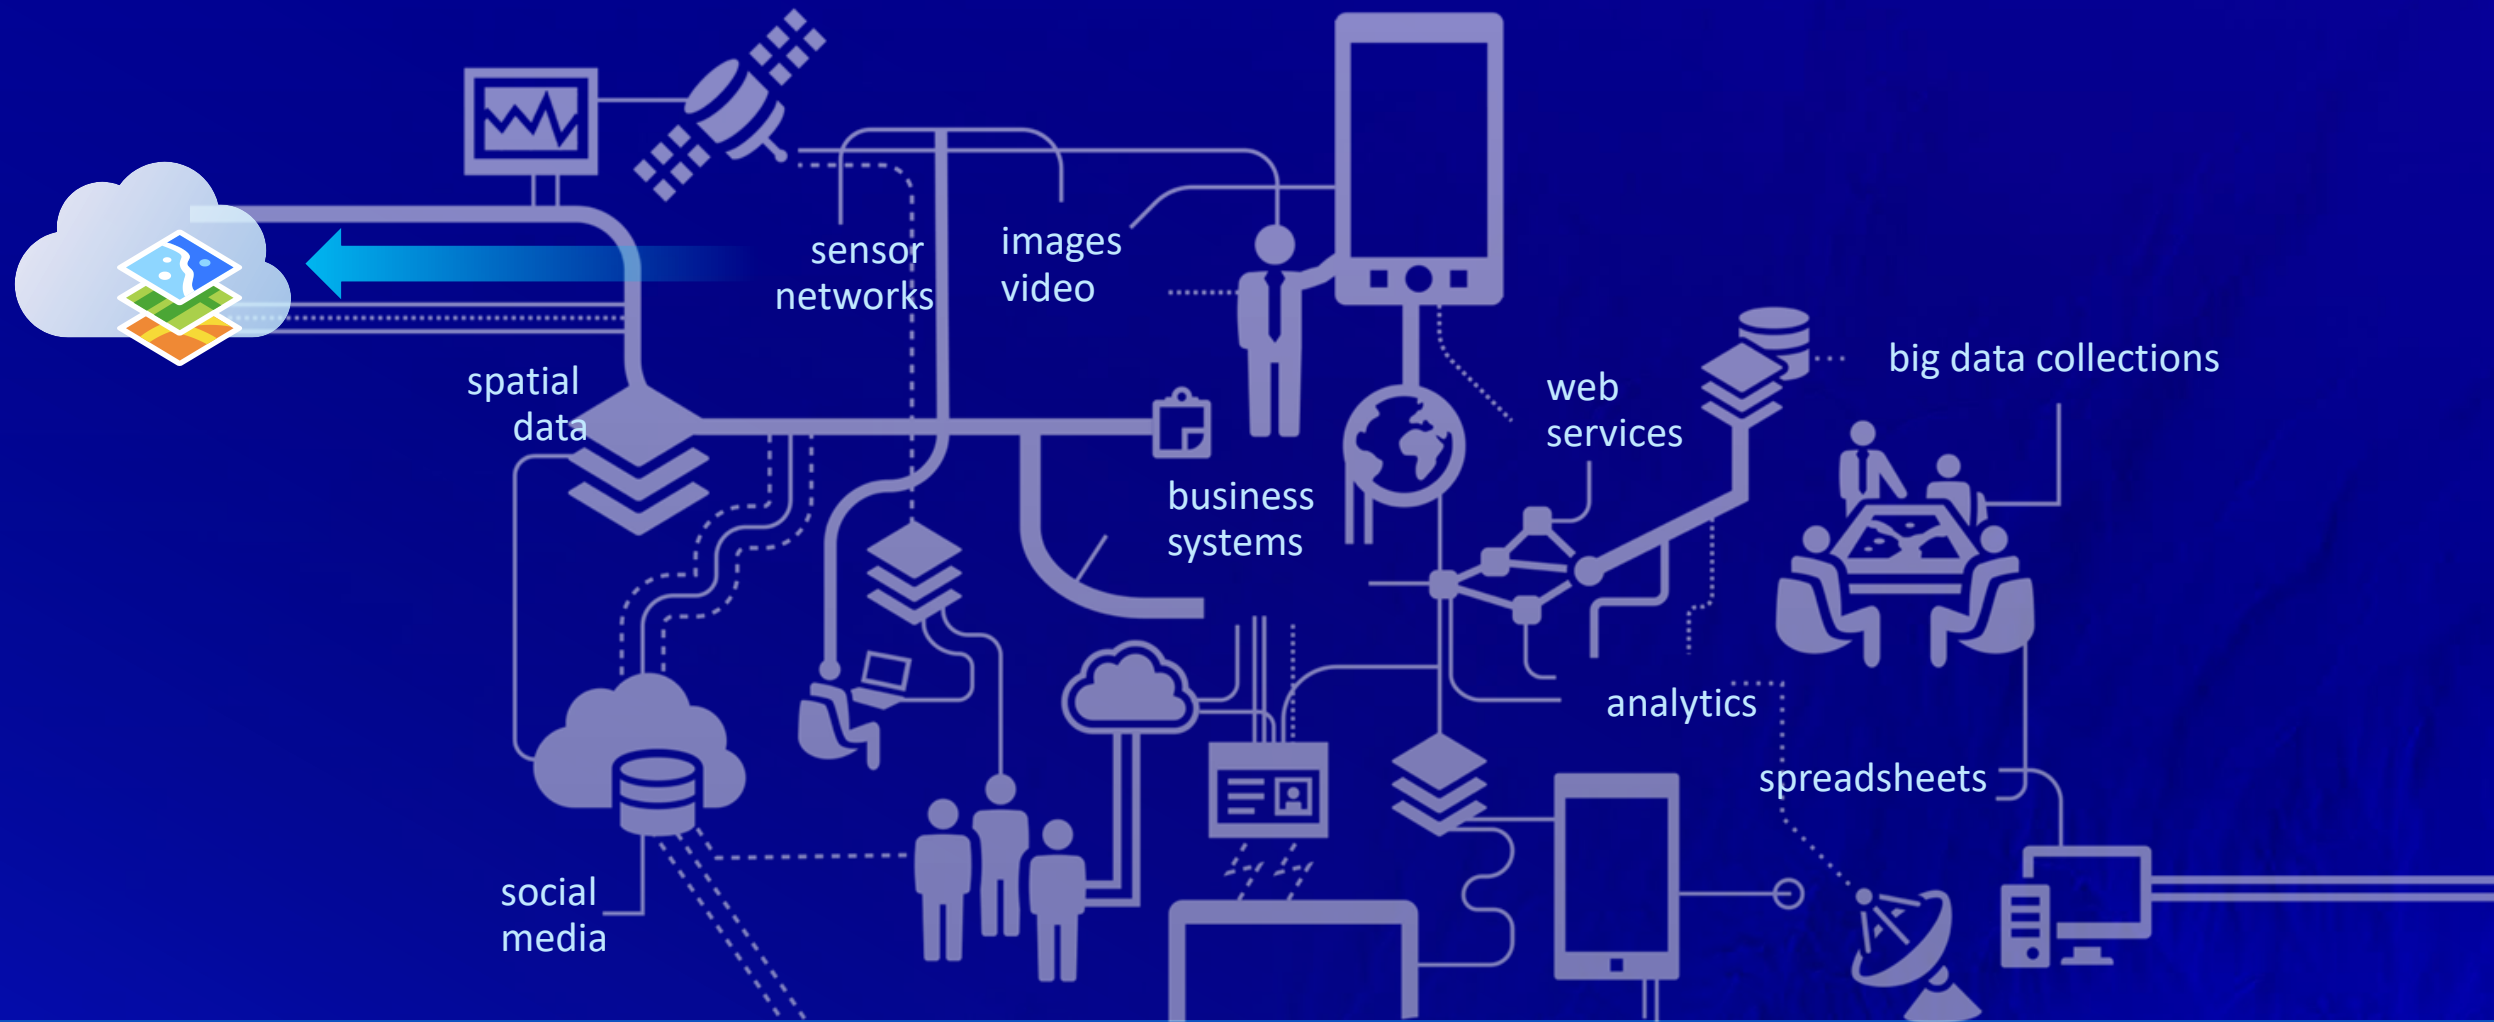 sensor
networks
images
video
spatial
data
web
services
big data collections
business
systems
analytics
spreadsheets
social
media